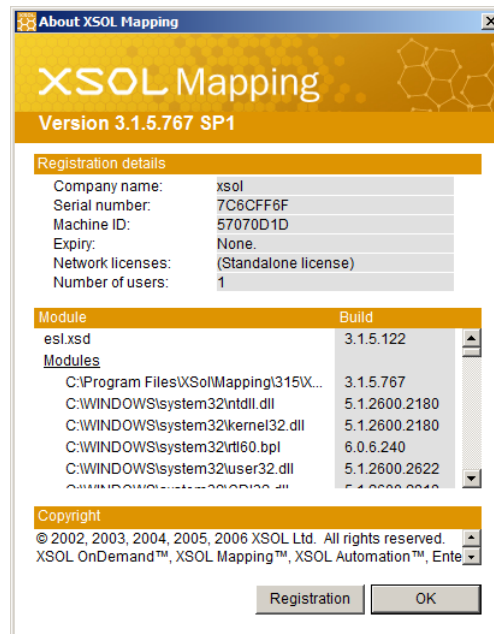 About XSOL Mapping
XSOL Mapping
Version 3.1.5.767 SP1
Registration details
Company name: xsol
Serial number: 7C6CFF6F
Machine ID: 57070D1D
Expiry: None.
Network licenses: (Standalone license)
Number of users: 1
Module Build
esl.xsd 3.1.5.122
Modules
C:\Program Files\XSol\Mapping\315\X... 3.1.5.767
C:\WINDOWS\system32\ntdll.dll 5.1.2600.2180
C:\WINDOWS\system32\kernel32.dll 5.1.2600.2180
C:\WINDOWS\system32\rtl60.bpl 6.0.6.240
C:\WINDOWS\system32\user32.dll 5.1.2600.2622
Copyright
© 2002, 2003, 2004, 2005, 2006 XSOL Ltd. All rights reserved.
XSOL OnDemand™, XSOL Mapping™, XSOL Automation™, Ente
Registration OK